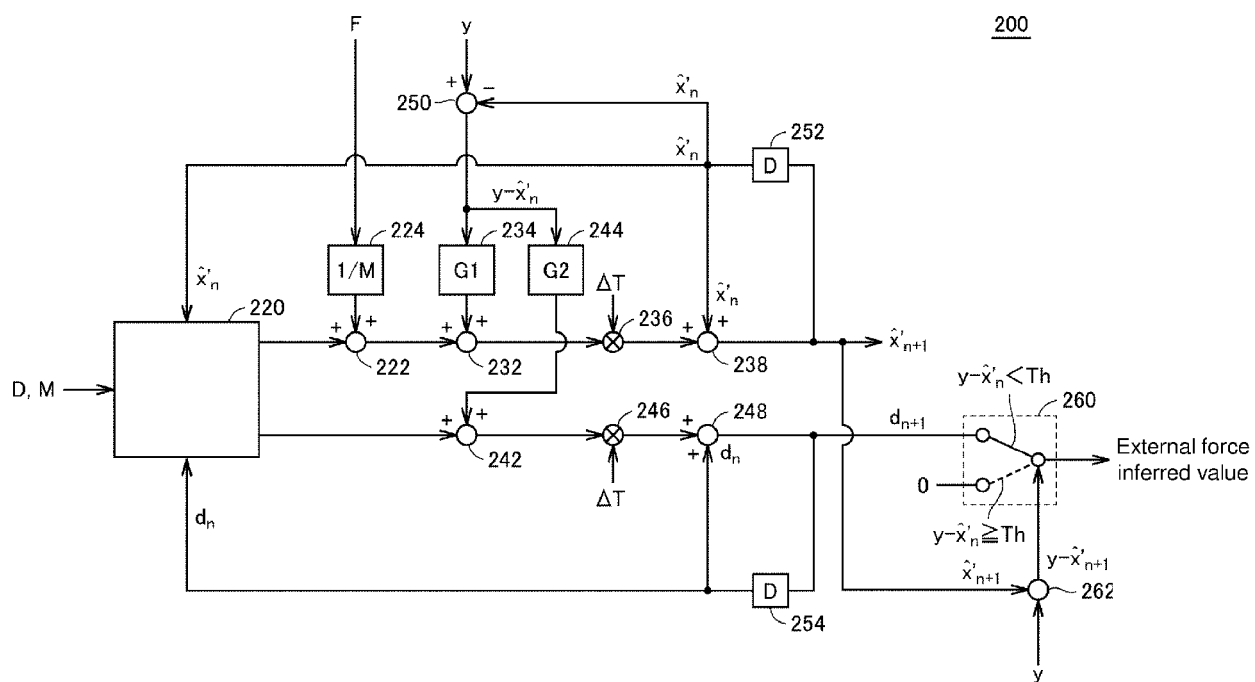 200
F
y
+
−
250
x̂'n
252
x̂'n
D
y−x̂'n
224
234
244
1/M
G1
G2
x̂'n
220
ΔT
236
x̂'n
+
+
+
+
+
+
x̂'n+1
222
232
238
D, M
y−x̂'n<Th
260
246
248
dn+1
+
+
+
+
dn
242
ΔT
External force
inferred value
0
y−x̂'n≧Th
dn
y−x̂'n+1
x̂'n+1
D
262
254
y